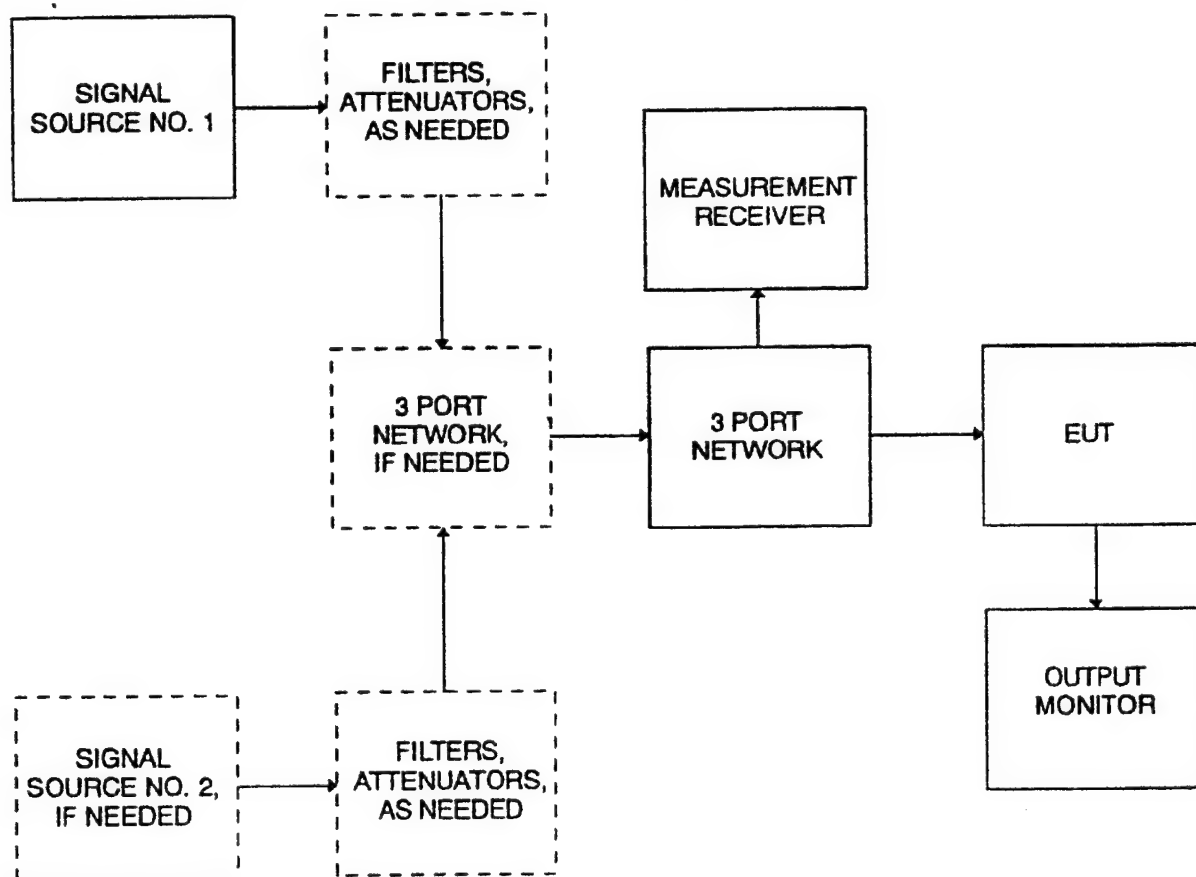 SIGNAL
SOURCE NO. 1
FILTERS,
ATTENUATORS,
AS NEEDED
MEASUREMENT
RECEIVER
3 PORT
NETWORK,
IF NEEDED
3 PORT
NETWORK
EUT
OUTPUT
MONITOR
SIGNAL
SOURCE NO. 2,
IF NEEDED
FILTERS,
ATTENUATORS,
AS NEEDED